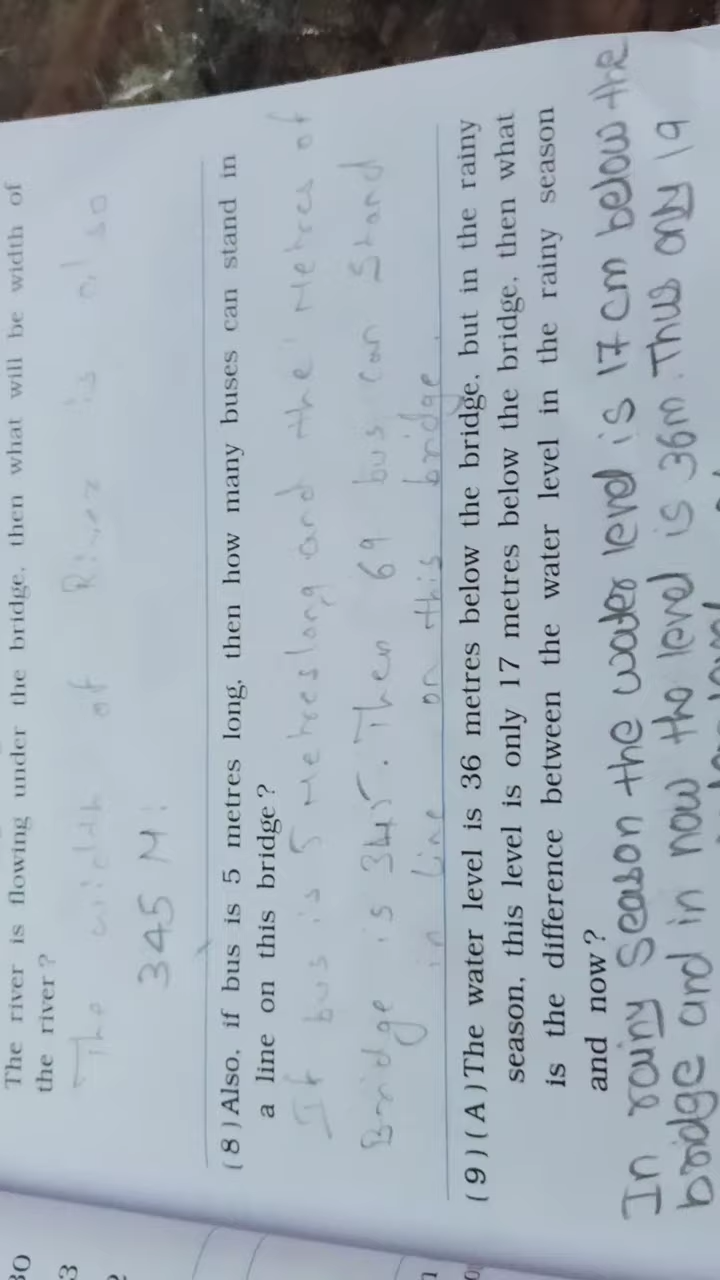 The river is flowing under the bridge, then what will be width of
the river?
The width of River is also
345 M.
(8) Also, if bus is 5 metres long, then how many buses can stand in
a line on this bridge?
If bus is 5 Metres long and the Metres of
Bridge is 345. Then 69 bus can Stand
in line on this bridge.
(9) (A) The water level is 36 metres below the bridge, but in the rainy
season, this level is only 17 metres below the bridge, then what
is the difference between the water level in the rainy season
and now?
In rainy season the water level is 17 cm below the
bridge and in now the level is 36m. Thus only 19